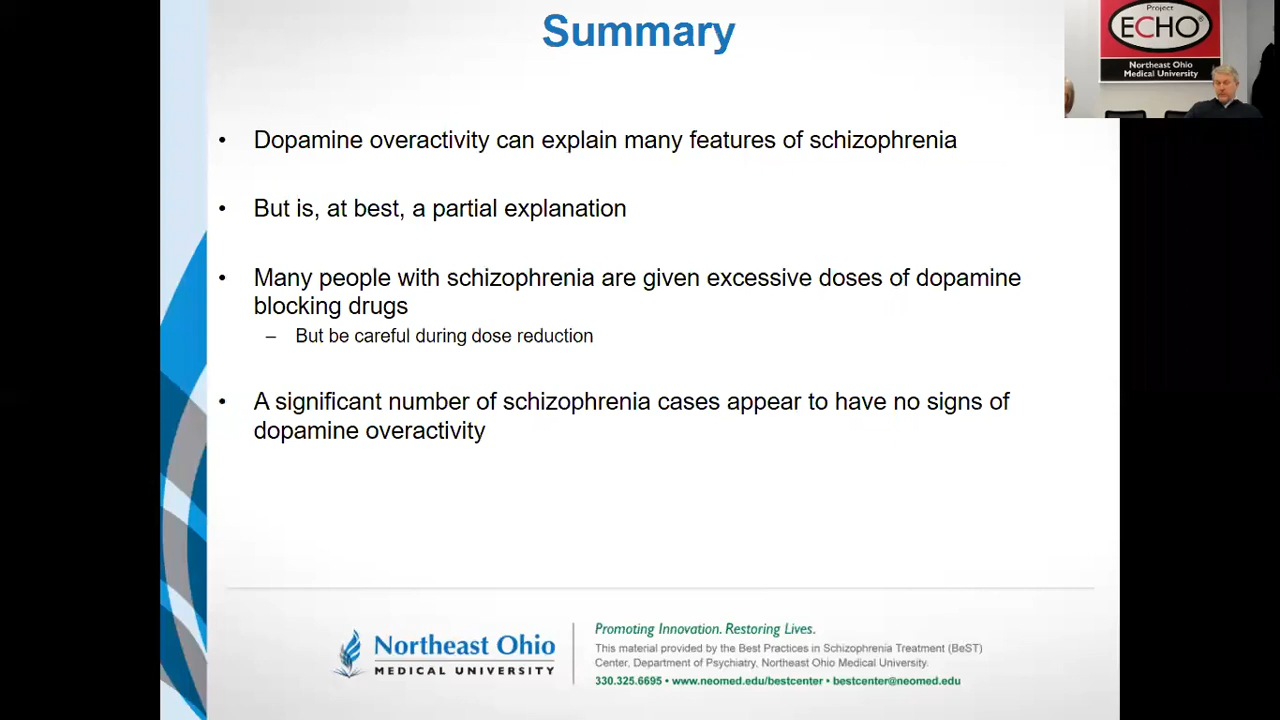 Summary
Project
ECHO®
Northeast Ohio
Medical University
• Dopamine overactivity can explain many features of schizophrenia
• But is, at best, a partial explanation
• Many people with schizophrenia are given excessive doses of dopamine
blocking drugs
– But be careful during dose reduction
• A significant number of schizophrenia cases appear to have no signs of
dopamine overactivity
Northeast Ohio
MEDICAL UNIVERSITY
Promoting Innovation. Restoring Lives.
This material provided by the Best Practices in Schizophrenia Treatment (BeST)
Center, Department of Psychiatry, Northeast Ohio Medical University.
330.325.6695 • www.neomed.edu/bestcenter • bestcenter@neomed.edu